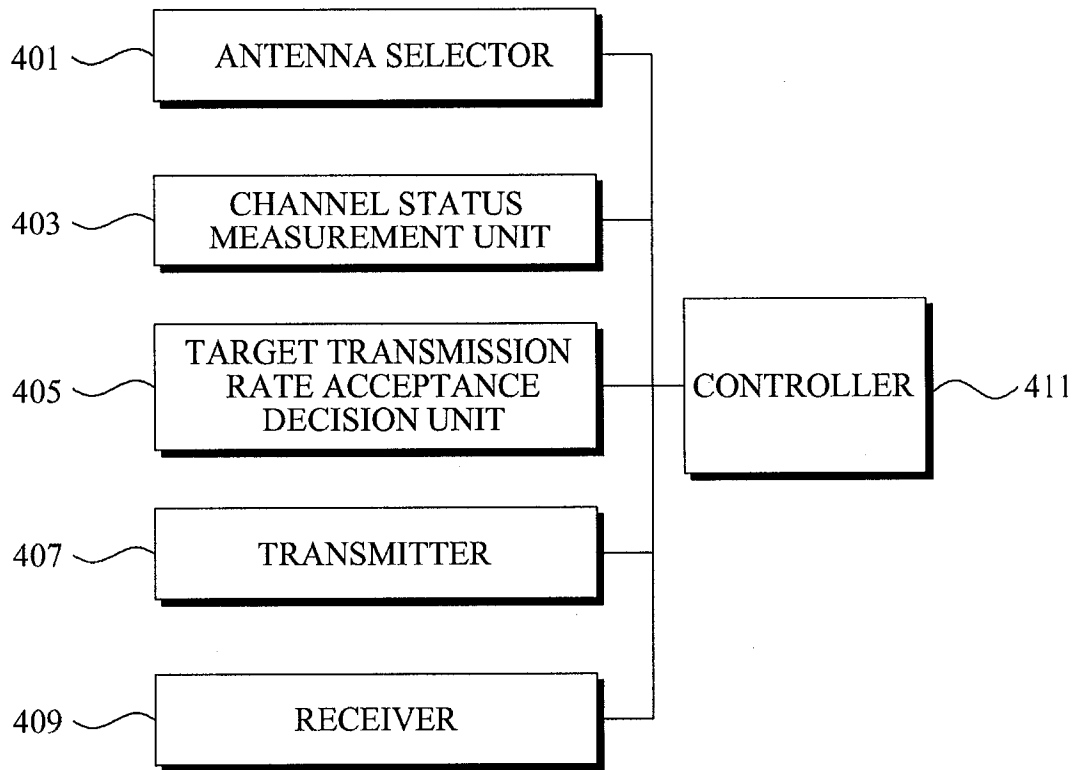 401
ANTENNA SELECTOR
403
CHANNEL STATUS
MEASUREMENT UNIT
405
TARGET TRANSMISSION
RATE ACCEPTANCE
DECISION UNIT
CONTROLLER
411
407
TRANSMITTER
409
RECEIVER